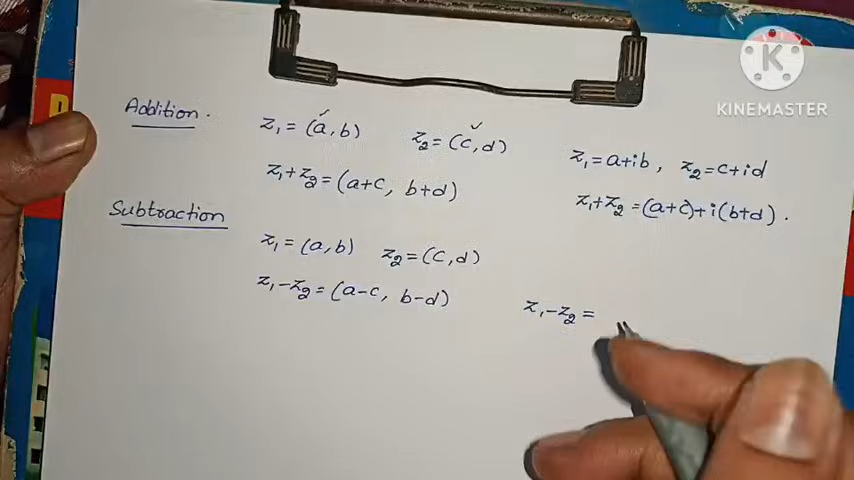 Addition.
z₁ = (a, b) z₂ = (c, d)
z₁ + z₂ = (a+c, b+d)
z₁ = a+ib, z₂ = c+id
z₁ + z₂ = (a+c)+i(b+d).
Subtraction
z₁ = (a, b) z₂ = (c, d)
z₁ - z₂ = (a-c, b-d)
z₁ - z₂ =
K
KINEMASTER